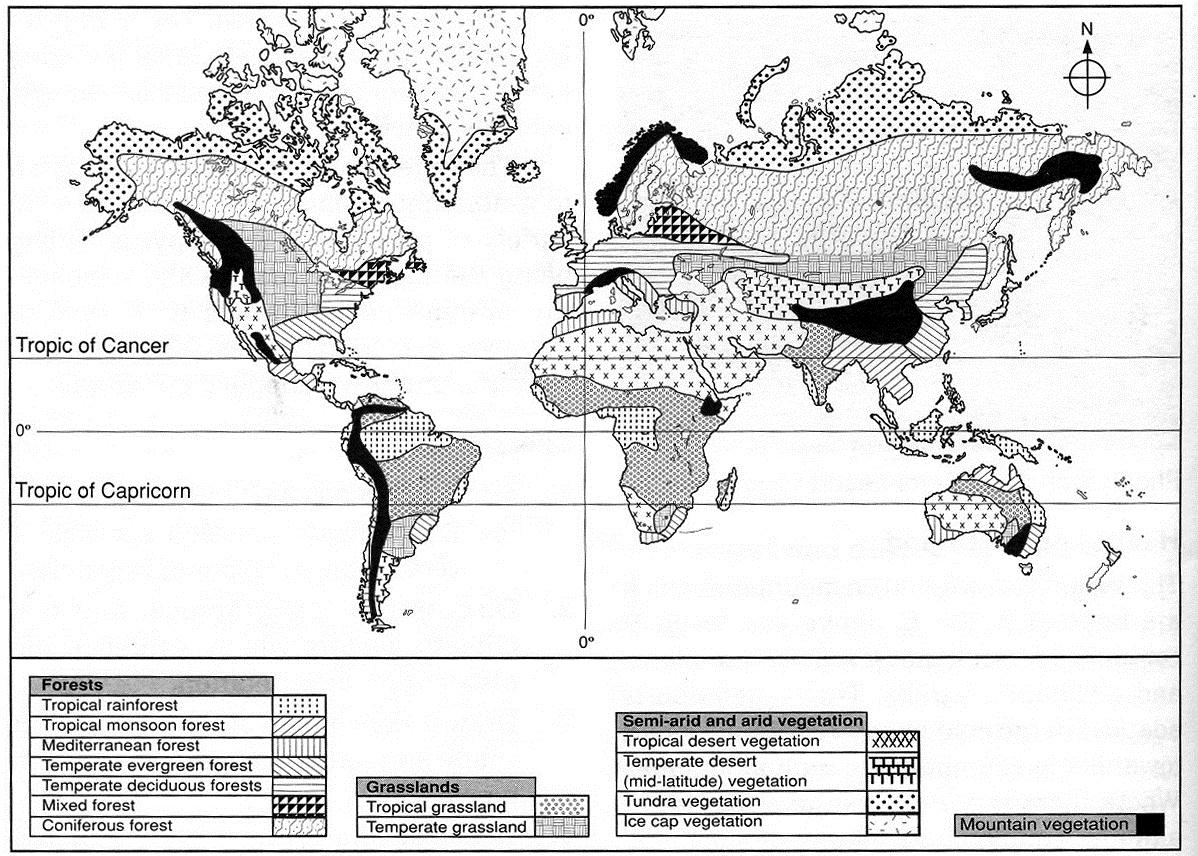 0°
N
Tropic of Cancer
0°
Tropic of Capricorn
0°
Forests
Tropical rainforest
Tropical monsoon forest
Mediterranean forest
Temperate evergreen forest
Temperate deciduous forests
Mixed forest
Coniferous forest
Grasslands
Tropical grassland
Temperate grassland
Semi-arid and arid vegetation
Tropical desert vegetation
Temperate desert
(mid-latitude) vegetation
Tundra vegetation
Ice cap vegetation
Mountain vegetation